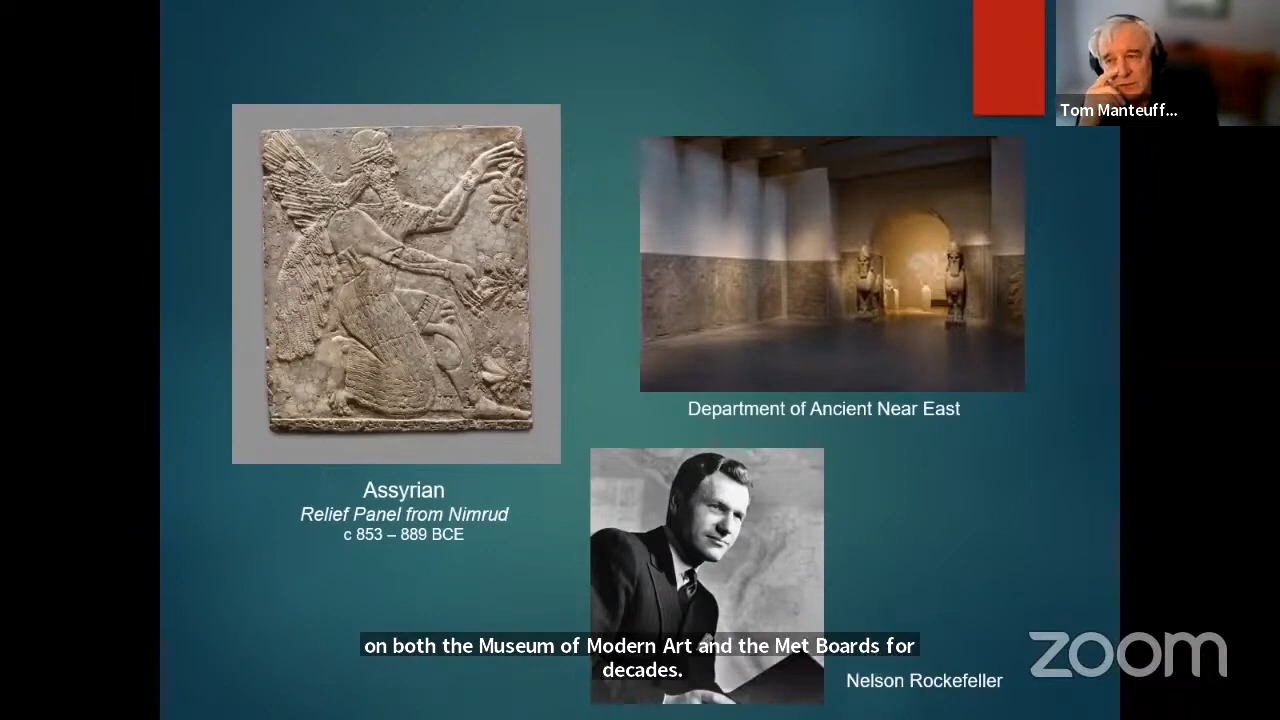 Tom Manteuff...
Department of Ancient Near East
Assyrian
Relief Panel from Nimrud
c 853 – 889 BCE
on both the Museum of Modern Art and the Met Boards for
decades.
Nelson Rockefeller
zoom